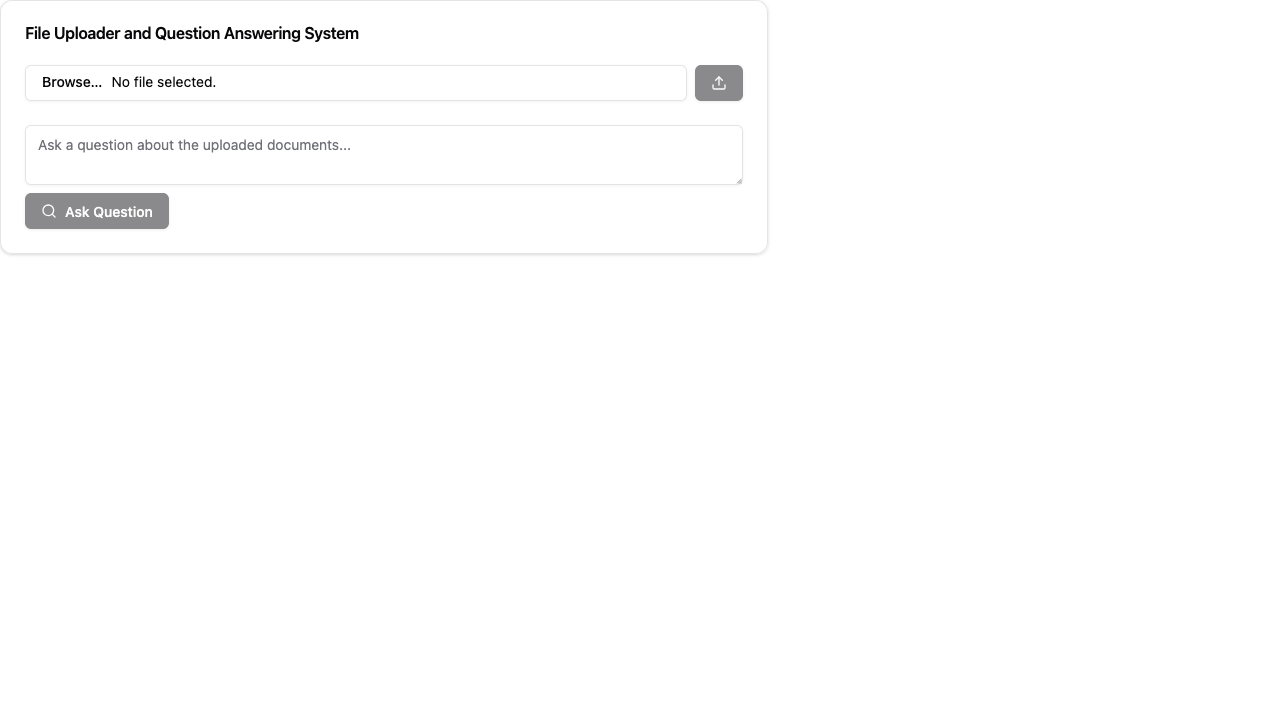 File Uploader and Question Answering System
Browse... No file selected.
Ask a question about the uploaded documents...
Ask Question